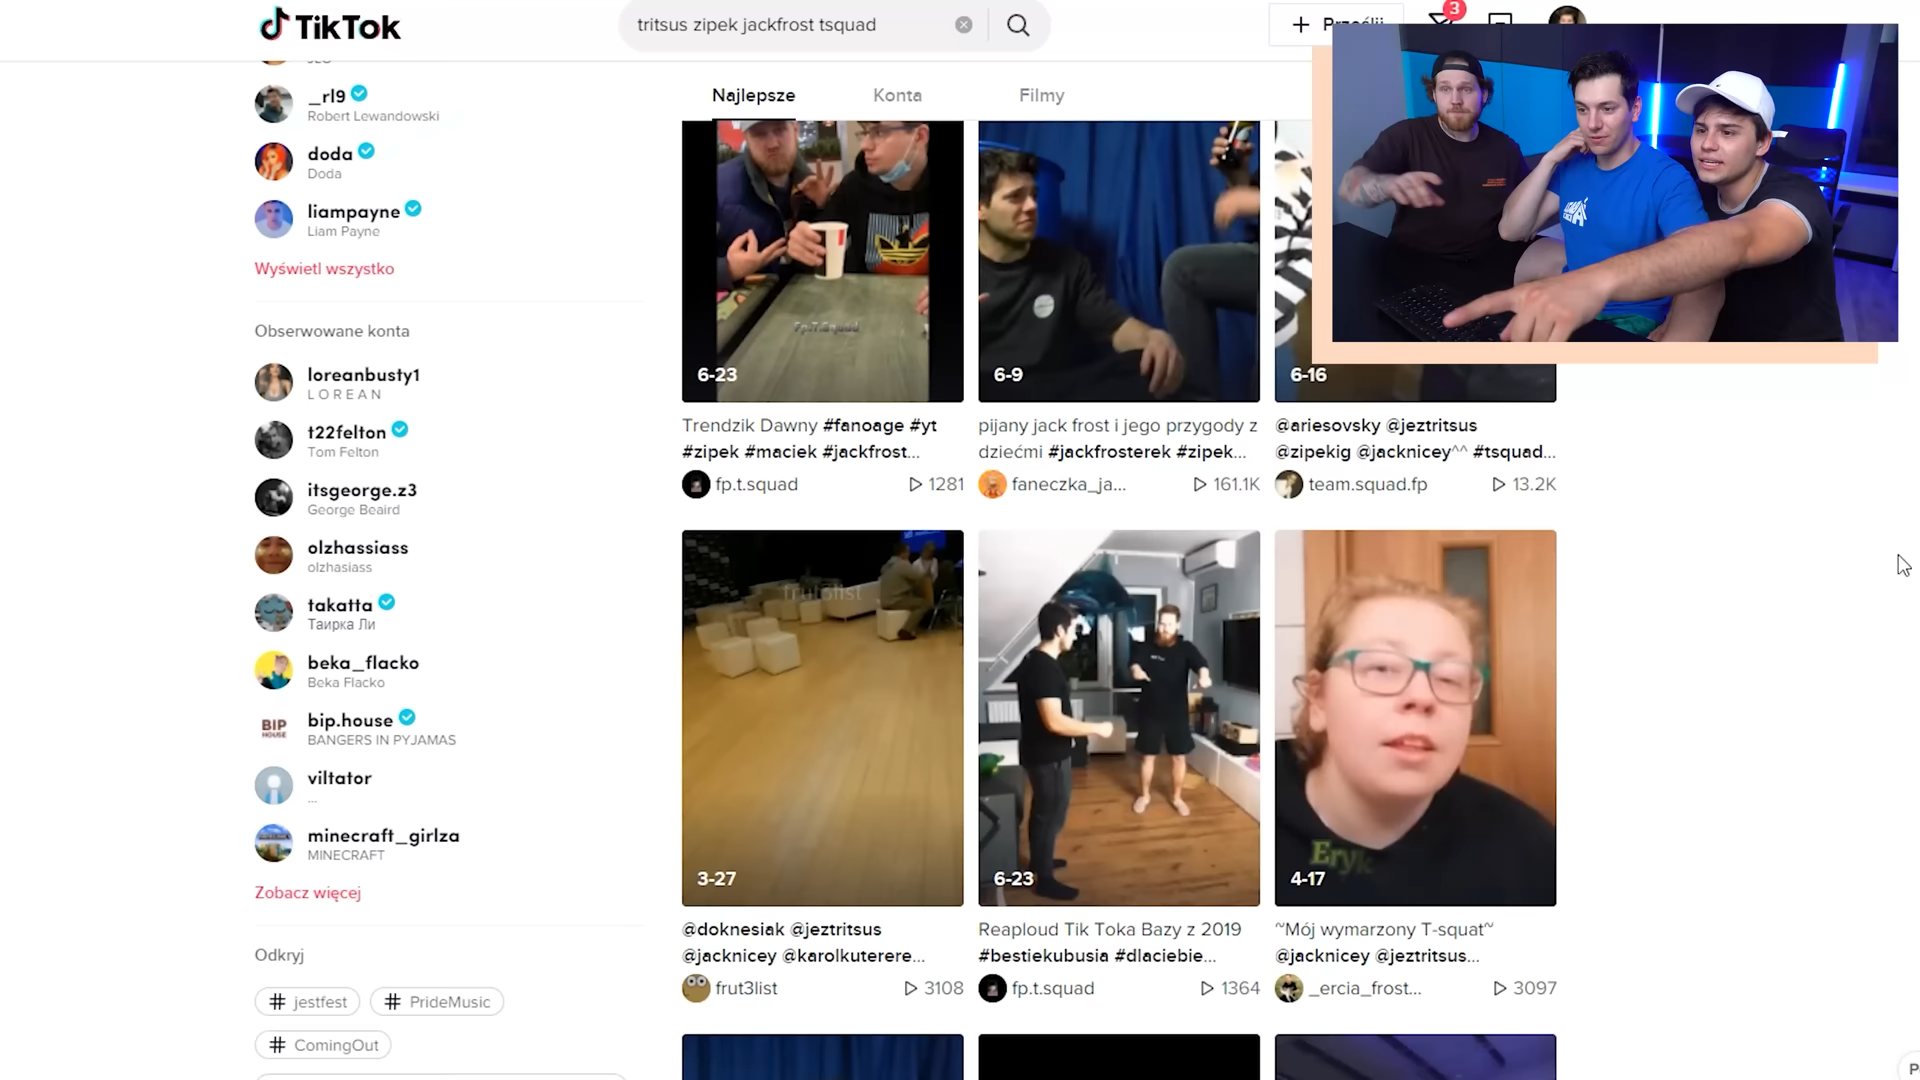 TikTok
tritsus zipek jackfrost tsquad
3
_rl9
Robert Lewandowski
doda
Doda
liampayne
Liam Payne
Wyświetl wszystko
Obserwowane konta
loreanbusty1
L O R E A N
t22felton
Tom Felton
itsgeorge.z3
George Beaird
olzhassiass
olzhasiass
takatta
Таирка Ли
beka_flacko
Beka Flacko
BIP HOUSE
bip.house
BANGERS IN PYJAMAS
viltator
...
minecraft_girlza
MINECRAFT
Zobacz więcej
Odkryj
# jestfest
# PrideMusic
# ComingOut
Najlepsze
Konta
Filmy
6-23
Trendzik Dawny #fanoage #yt
#zipek #maciek #jackfrost...
fp.t.squad
1281
6-9
pijany jack frost i jego przygody z
dziećmi #jackfrosterek #zipek...
faneczka_ja...
161.1K
6-16
@ariesovsky @jeztritsus
@zipekig @jacknicey^^ #tsquad...
team.squad.fp
13.2K
frut3list
3-27
@doknesiak @jeztritsus
@jacknicey @karolkuterere...
frut3list
3108
6-23
Reaploud Tik Toka Bazy z 2019
#bestiekubusia #dlaciebie...
fp.t.squad
1364
Eryk
4-17
~Mój wymarzony T-squat~
@jacknicey @jeztritsus...
_ercia_frost...
3097